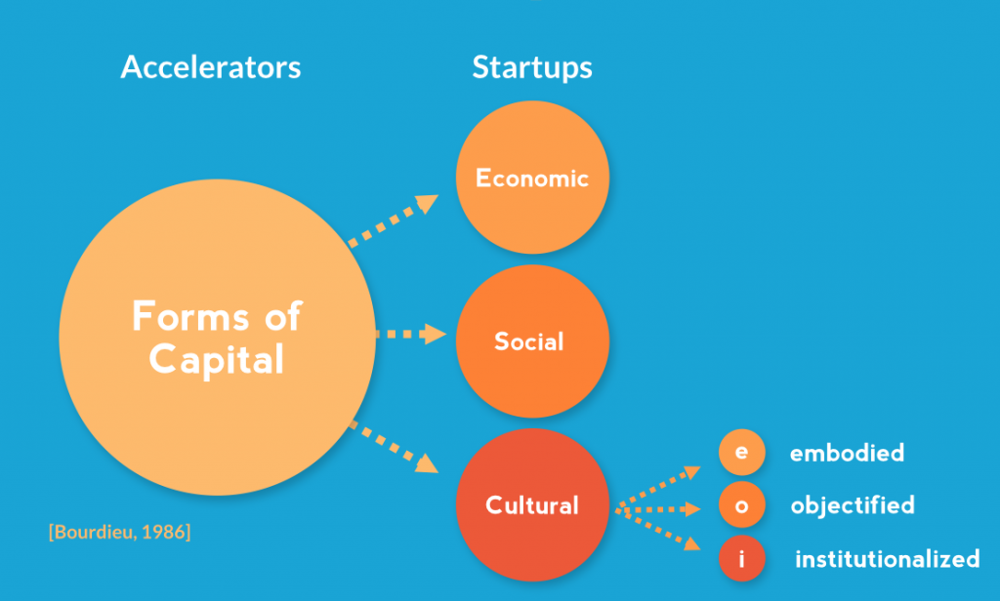 Accelerators
Startups
Forms of
Capital
Economic
Social
Cultural
e embodied
o objectified
i institutionalized
[Bourdieu, 1986]